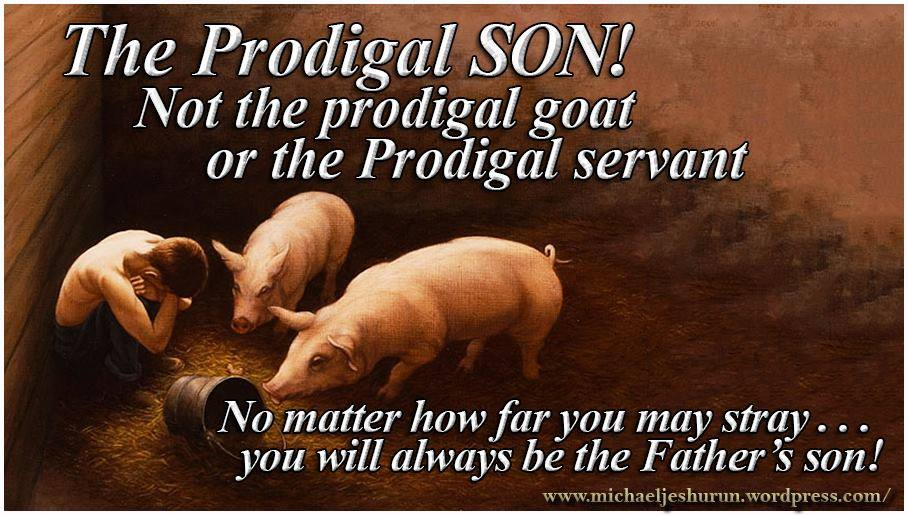 The Prodigal SON!
Not the prodigal goat
or the Prodigal servant
No matter how far you may stray . . .
you will always be the Father's son!
www.michaeljeshurun.wordpress.com/